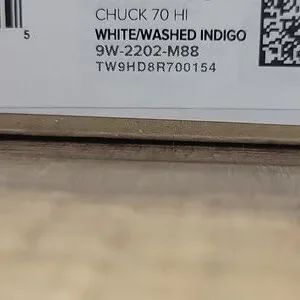 CHUCK 70 HI
5
WHITE/WASHED INDIGO
9W-2202-M88
TW9HD8R700154